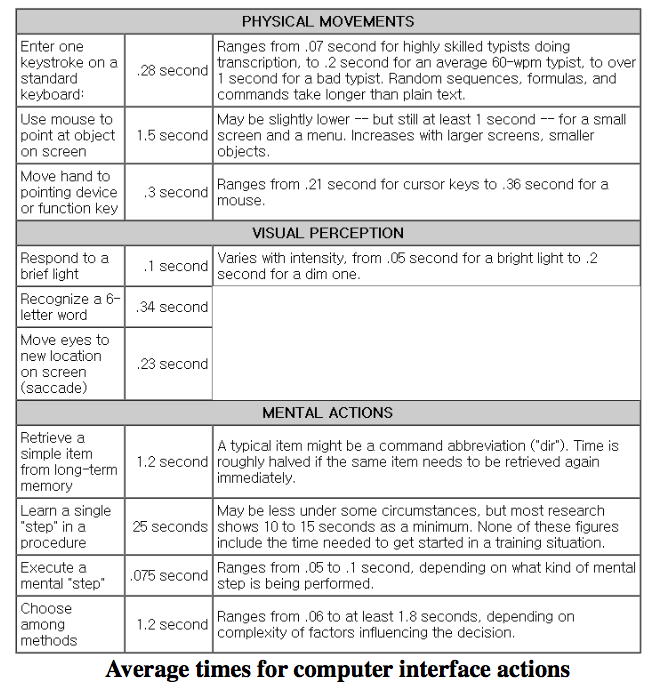 PHYSICAL MOVEMENTS
Enter one
keystroke on a
standard
keyboard:
.28 second
Ranges from .07 second for highly skilled typists doing
transcription, to .2 second for an average 60-wpm typist, to over
1 second for a bad typist. Random sequences, formulas, and
commands take longer than plain text.
Use mouse to
point at object
on screen
1.5 second
May be slightly lower -- but still at least 1 second -- for a small
screen and a menu. Increases with larger screens, smaller
objects.
Move hand to
pointing device
or function key
.3 second
Ranges from .21 second for cursor keys to .36 second for a
mouse.
VISUAL PERCEPTION
Respond to a
brief light
.1 second
Varies with intensity, from .05 second for a bright light to .2
second for a dim one.
Recognize a 6-
letter word
.34 second
Move eyes to
new location
on screen
(saccade)
.23 second
MENTAL ACTIONS
Retrieve a
simple item
from long-term
memory
1.2 second
A typical item might be a command abbreviation ("dir"). Time is
roughly halved if the same item needs to be retrieved again
immediately.
Learn a single
"step" in a
procedure
25 seconds
May be less under some circumstances, but most research
shows 10 to 15 seconds as a minimum. None of these figures
include the time needed to get started in a training situation.
Execute a
mental "step"
.075 second
Ranges from .05 to .1 second, depending on what kind of mental
step is being performed.
Choose
among
methods
1.2 second
Ranges from .06 to at least 1.8 seconds, depending on
complexity of factors influencing the decision.
Average times for computer interface actions